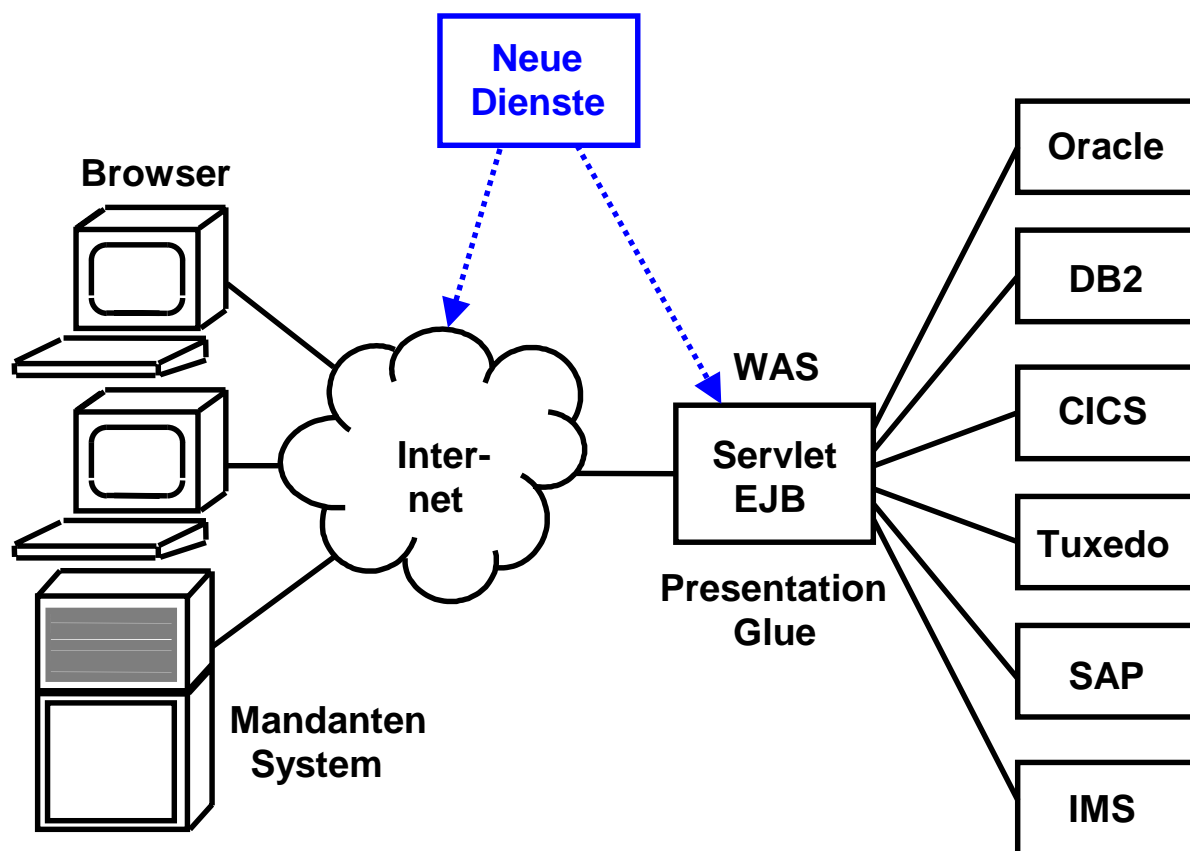 Neue
Dienste
Browser
Oracle
DB2
WAS
CICS
Inter-
net
Servlet
EJB
Tuxedo
Presentation
Glue
SAP
Mandanten
System
IMS